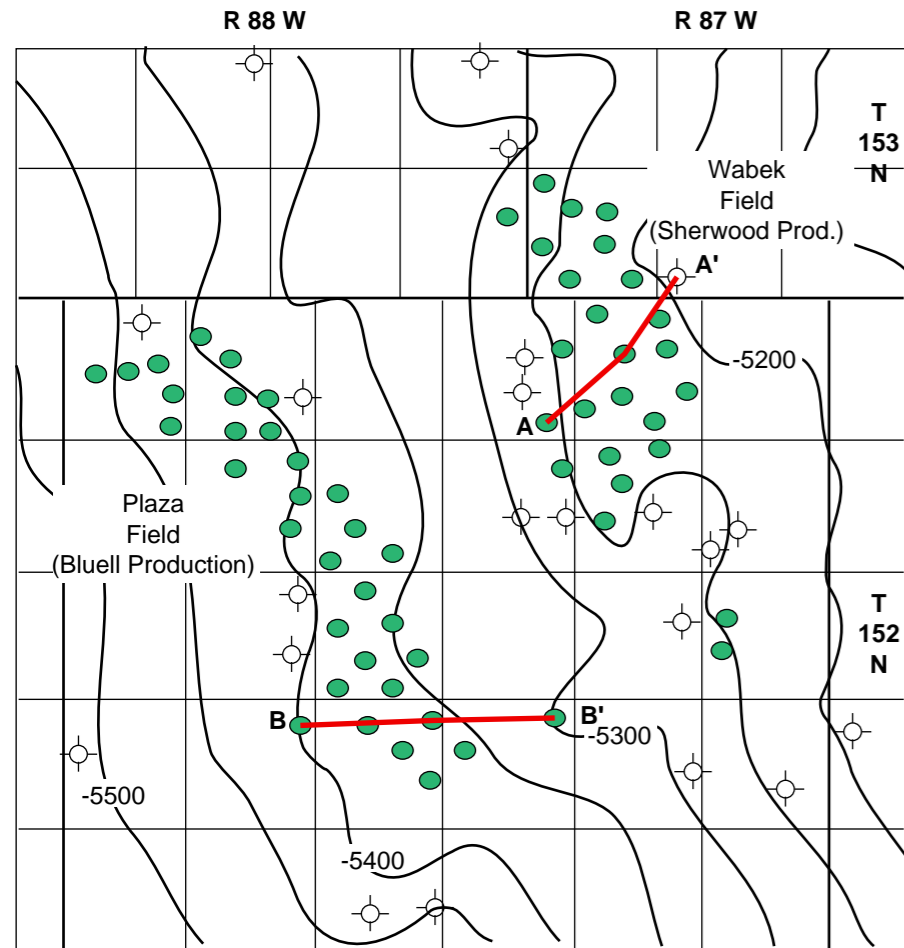 R 88 W
R 87 W
T
153
N
Wabek
Field
(Sherwood Prod.)
A'
-5200
A
Plaza
Field
(Bluell Production)
T
152
N
B
B'
-5300
-5500
-5400